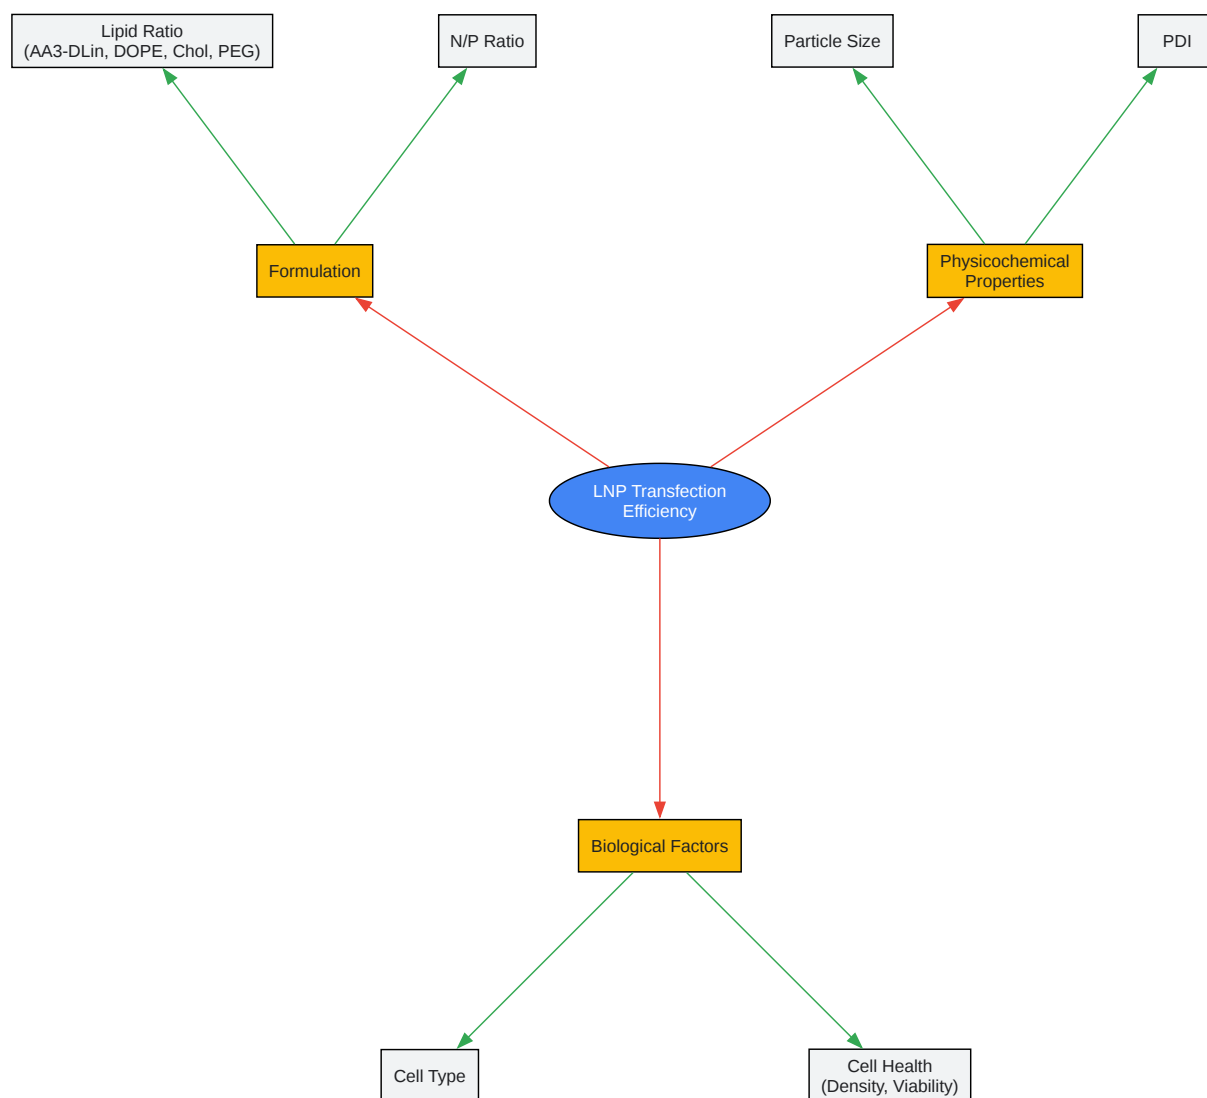 Lipid Ratio
(AA3-DLin, DOPE, Chol, PEG)
N/P Ratio
Particle Size
PDI
Formulation
Physicochemical
Properties
LNP Transfection
Efficiency
Biological Factors
Cell Type
Cell Health
(Density, Viability)